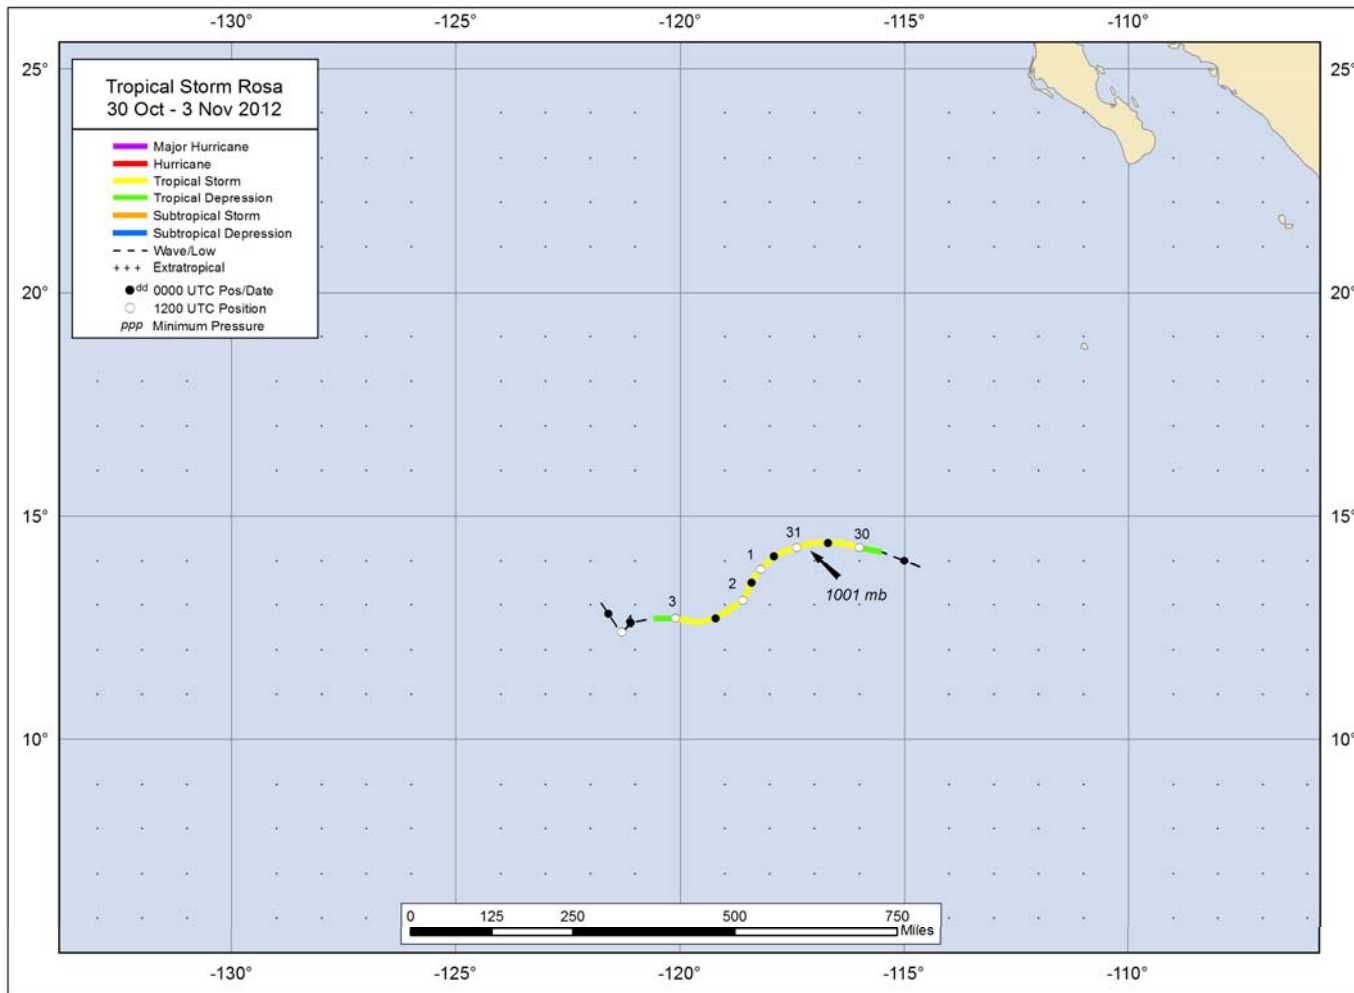 -130° -125° -120° -115° -110°
25° 25°
Tropical Storm Rosa
30 Oct - 3 Nov 2012
Major Hurricane
Hurricane
Tropical Storm
Tropical Depression
Subtropical Storm
Subtropical Depression
Wave/Low
+++ Extratropical
dd 0000 UTC Pos/Date
1200 UTC Position
ppp Minimum Pressure
20° 20°
15° 15°
31 30
1
2
1001 mb
3
10° 10°
0 125 250 500 750
Miles
-130° -125° -120° -115° -110°